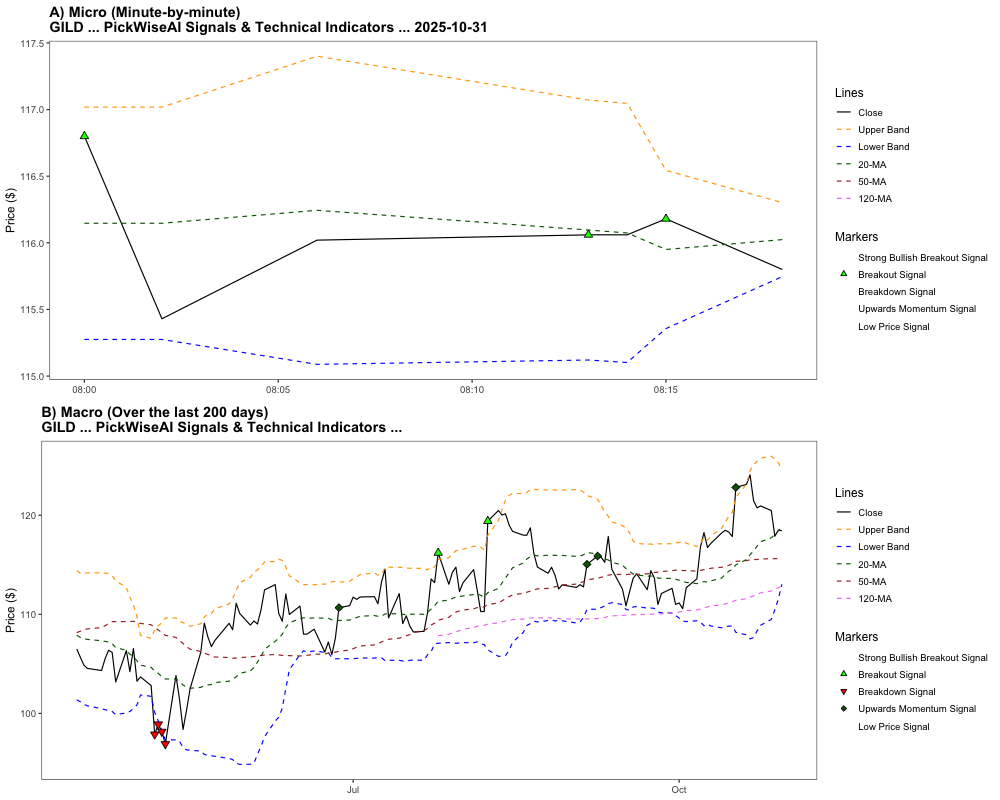 A) Micro (Minute-by-minute)
GILD ... PickWiseAI Signals & Technical Indicators ... 2025-10-31
Price ($)
117.5
117.0
116.5
116.0
115.5
115.0
08:00
08:05
08:10
08:15
Lines
Close
Upper Band
Lower Band
20-MA
50-MA
120-MA
Markers
Strong Bullish Breakout Signal
Breakout Signal
Breakdown Signal
Upwards Momentum Signal
Low Price Signal
B) Macro (Over the last 200 days)
GILD ... PickWiseAI Signals & Technical Indicators ...
Price ($)
120
110
100
Jul
Oct
Lines
Close
Upper Band
Lower Band
20-MA
50-MA
120-MA
Markers
Strong Bullish Breakout Signal
Breakout Signal
Breakdown Signal
Upwards Momentum Signal
Low Price Signal